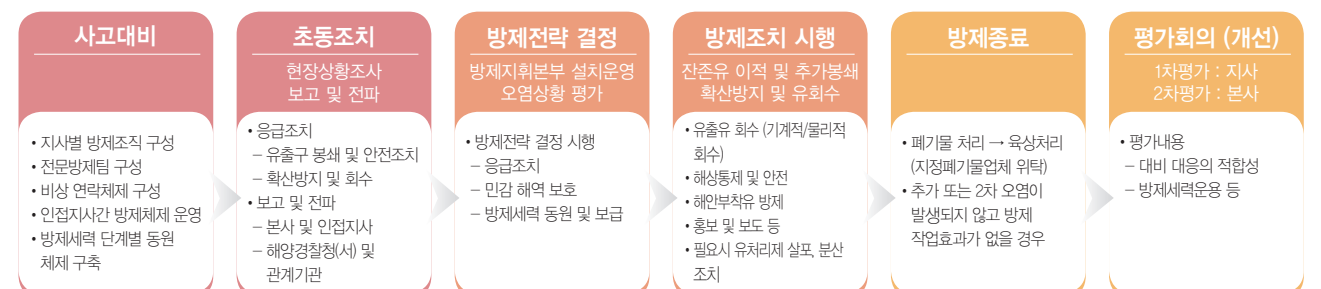 사고대비
• 지사별 방제조직 구성
• 전문방제팀 구성
• 비상 연락체제 구성
• 인접지사간 방제체제 운영
• 방제세력 단계별 동원
체제 구축
초동조치
현장상황조사
보고 및 전파
• 응급조치
– 유출구 봉쇄 및 안전조치
– 확산방지 및 회수
• 보고 및 전파
– 본사 및 인접지사
– 해양경찰청(서) 및
관계기관
방제전략 결정
방제지휘본부 설치운영
오염상황 평가
• 방제전략 결정 시행
– 응급조치
– 민감 해역 보호
– 방제세력 동원 및 보급
방제조치 시행
잔존유 이적 및 추가봉쇄
확산방지 및 유회수
• 유출유 회수 (기계적/물리적
회수)
• 해상통제 및 안전
• 해안부착유 방제
• 홍보 및 보도 등
• 필요시 유처리제 살포, 분산
조치
방제종료
• 폐기물 처리 → 육상처리
(지정폐기물업체 위탁)
• 추가 또는 2차 오염이
발생되지 않고 방제
작업효과가 없을 경우
평가회의 (개선)
1차평가 : 지사
2차평가 : 본사
• 평가내용
– 대비 대응의 적합성
– 방제세력운용 등